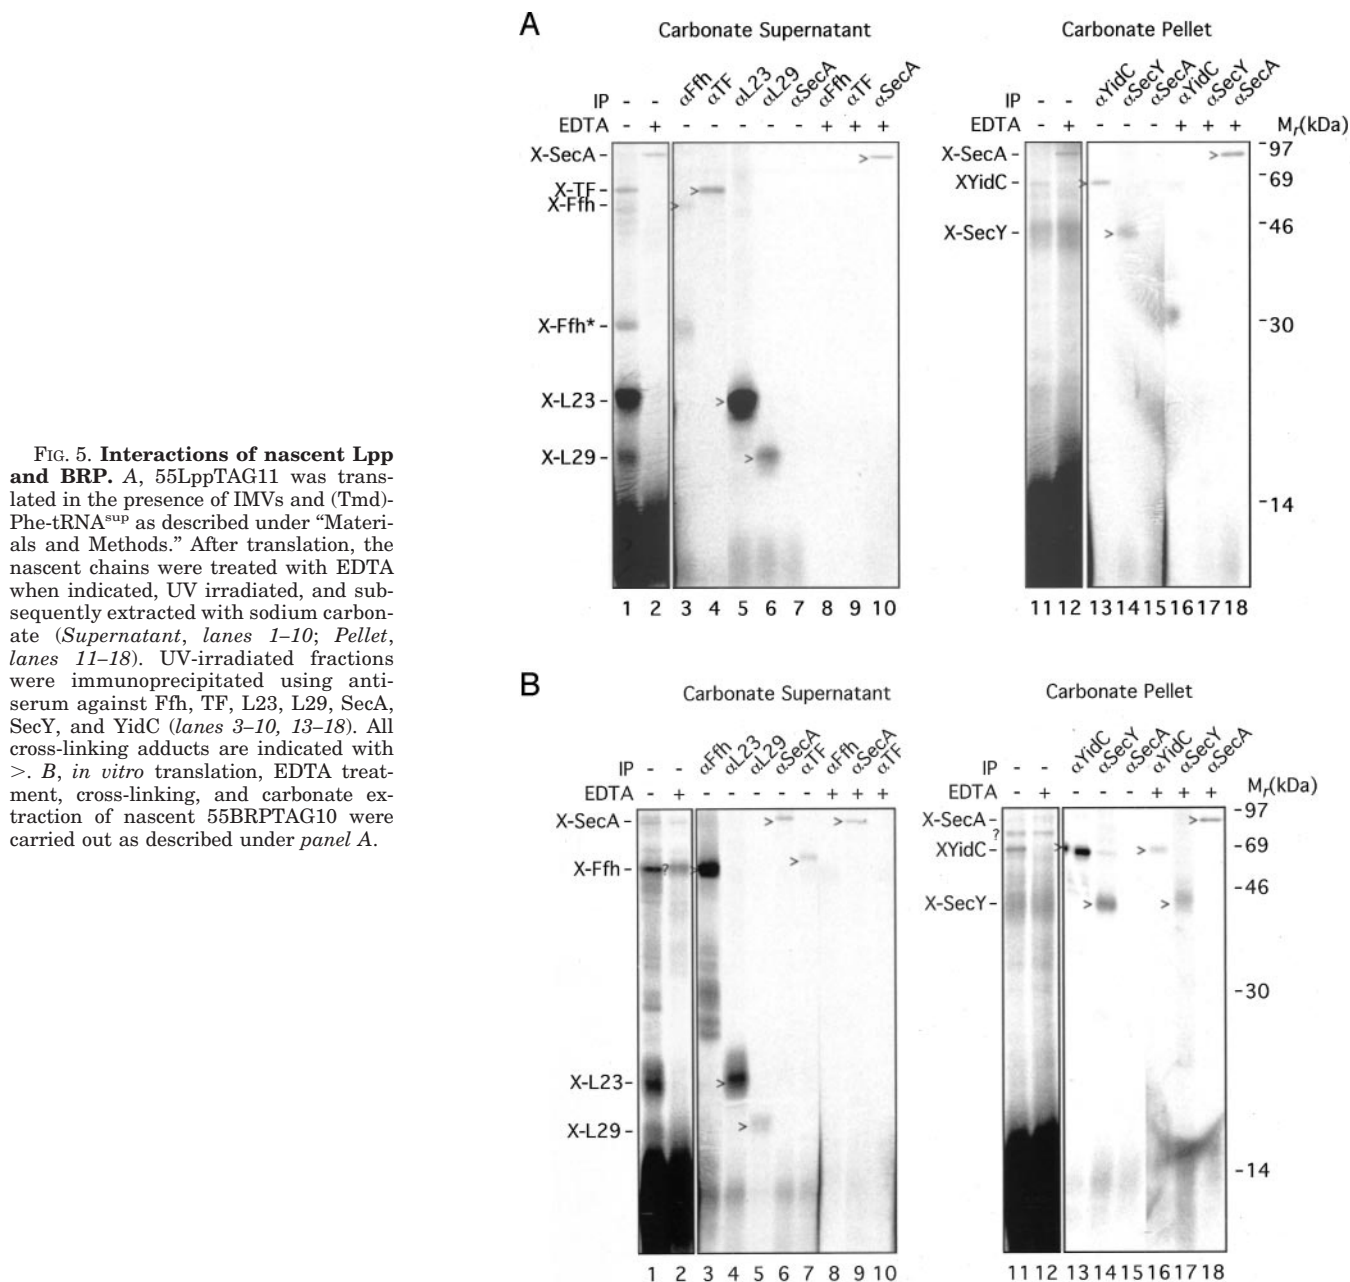 A
Carbonate Supernatant
Carbonate Pellet
IP - - αFfh αTF αL23 αL29 αSecA αFfh αTF αSecA
EDTA - + - - - - - + + +
IP - - αYidC αSecY αSecA αYidC αSecY αSecA
EDTA - + - - - + + + Mr(kDa)
X-SecA -
X-TF -
X-Ffh -
X-Ffh* -
X-L23 -
X-L29 -
X-SecA -
XYidC -
X-SecY -
-97
-69
-46
-30
-14
1 2 3 4 5 6 7 8 9 10
11 12 13 14 15 16 17 18
FIG. 5. Interactions of nascent Lpp
and BRP. A, 55LppTAG11 was trans-
lated in the presence of IMVs and (Tmd)-
Phe-tRNAsup as described under “Materi-
als and Methods.” After translation, the
nascent chains were treated with EDTA
when indicated, UV irradiated, and sub-
sequently extracted with sodium carbon-
ate (Supernatant, lanes 1–10; Pellet,
lanes 11–18). UV-irradiated fractions
were immunoprecipitated using anti-
serum against Ffh, TF, L23, L29, SecA,
SecY, and YidC (lanes 3–10, 13–18). All
cross-linking adducts are indicated with
>. B, in vitro translation, EDTA treat-
ment, cross-linking, and carbonate ex-
traction of nascent 55BRPTAG10 were
carried out as described under panel A.
B
Carbonate Supernatant
Carbonate Pellet
IP - - αFfh αL23 αL29 αSecA αTF αFfh αSecA αTF
EDTA - + - - - - - + + +
IP - - αYidC αSecY αSecA αYidC αSecY αSecA
EDTA - + - - - + + + Mr(kDa)
X-SecA -
X-Ffh - ?
X-L23-
X-L29-
X-SecA -
?
XYidC -
X-SecY -
-97
-69
-46
-30
-14
1 2 3 4 5 6 7 8 9 10
11 12 13 14 15 16 17 18